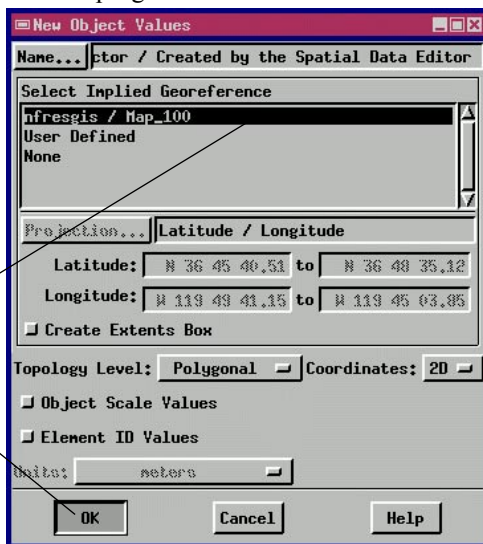 New Object Values
Name... ctor / Created by the Spatial Data Editor
Select Implied Georeference
nfresgis / Map_100
User Defined
None
Projection... Latitude / Longitude
Latitude: N 36 45 40.51 to N 36 48 35.12
Longitude: W 119 49 41.15 to W 119 45 03.85
Create Extents Box
Topology Level: Polygonal Coordinates: 2D
Object Scale Values
Element ID Values
Units: meters
OK Cancel Help